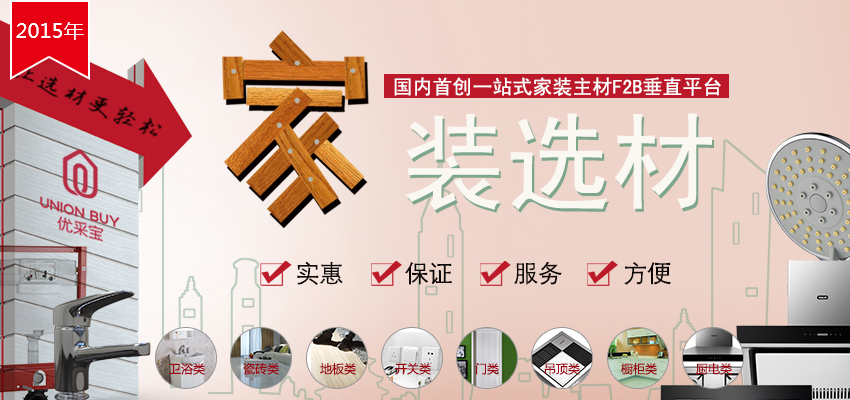 2015年
上选材更轻松
UNION BUY
优采宝
国内首创一站式家装主材F2B垂直平台
家装选材
实惠 保证 服务 方便
卫浴类 瓷砖类 地板类 开关类 门类 吊顶类 橱柜类 厨电类